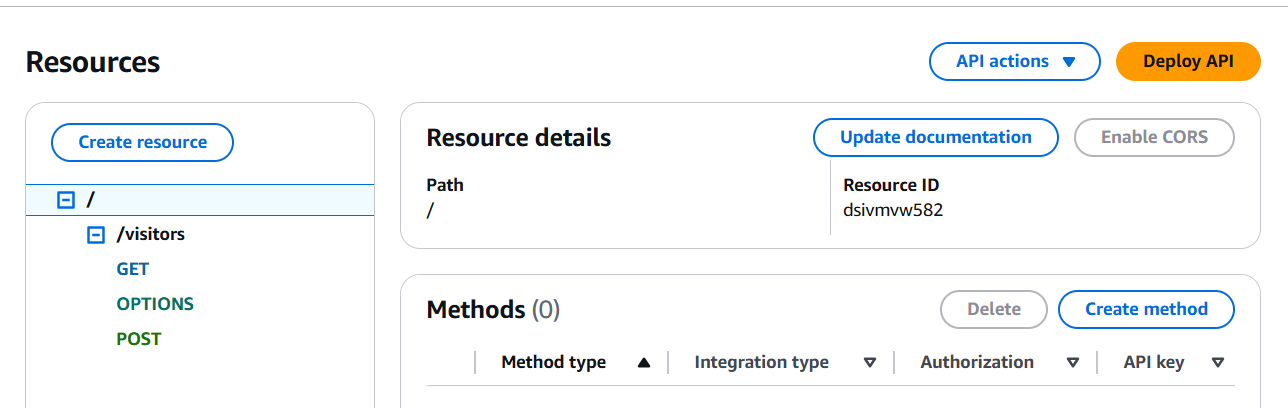 Resources
API actions
Deploy API
Create resource
/
/visitors
GET
OPTIONS
POST
Resource details
Update documentation
Enable CORS
Path
/
Resource ID
dsivmvw582
Methods (0)
Delete
Create method
Method type
Integration type
Authorization
API key